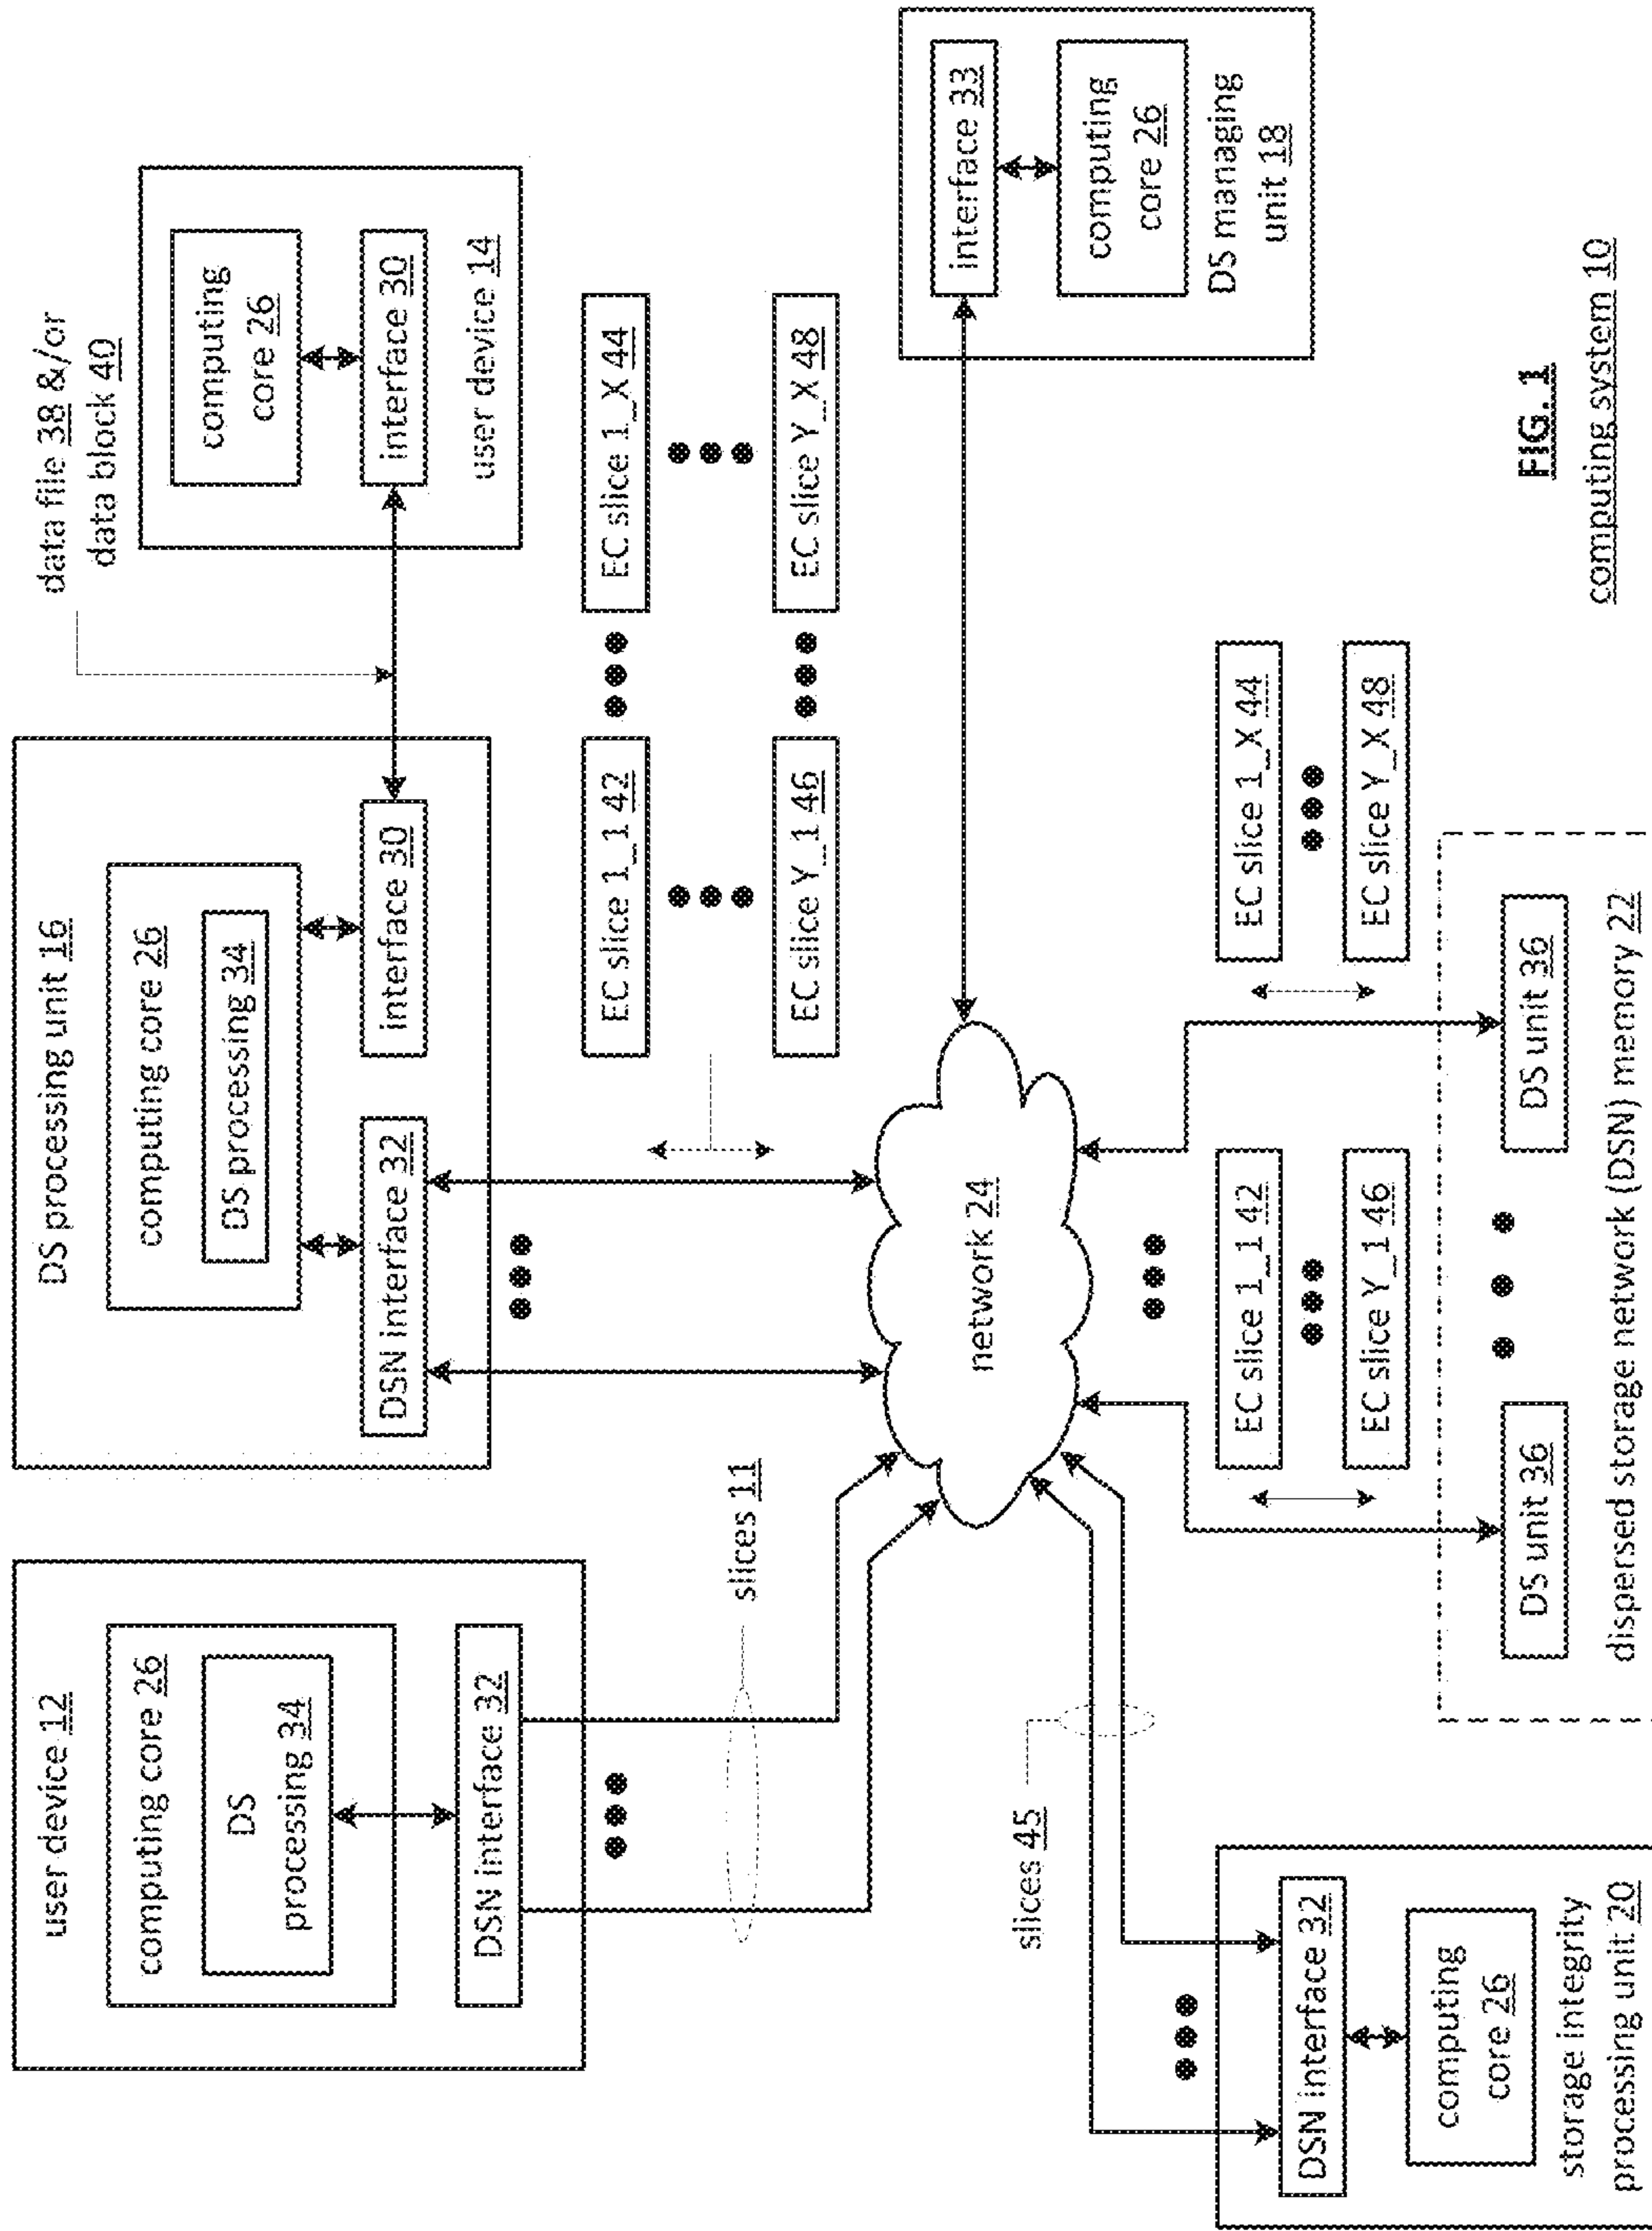 user device 12
computing core 26
DS
processing 34
DSN interface 32
slices 11
DS processing unit 16
computing core 26
DS processing 34
DSN interface 32
interface 30
data file 38 &/or
data block 40
computing
core 26
interface 30
user device 14
EC slice 1_1 42
EC slice 1_X 44
EC slice Y_1 46
EC slice Y_X 48
network 24
interface 33
computing
core 26
DS managing
unit 18
slices 45
DSN interface 32
computing
core 26
storage integrity
processing unit 20
EC slice 1_1 42
EC slice Y_1 46
EC slice 1_X 44
EC slice Y_X 48
DS unit 36
DS unit 36
dispersed storage network (DSN) memory 22
FIG. 1
computing system 10